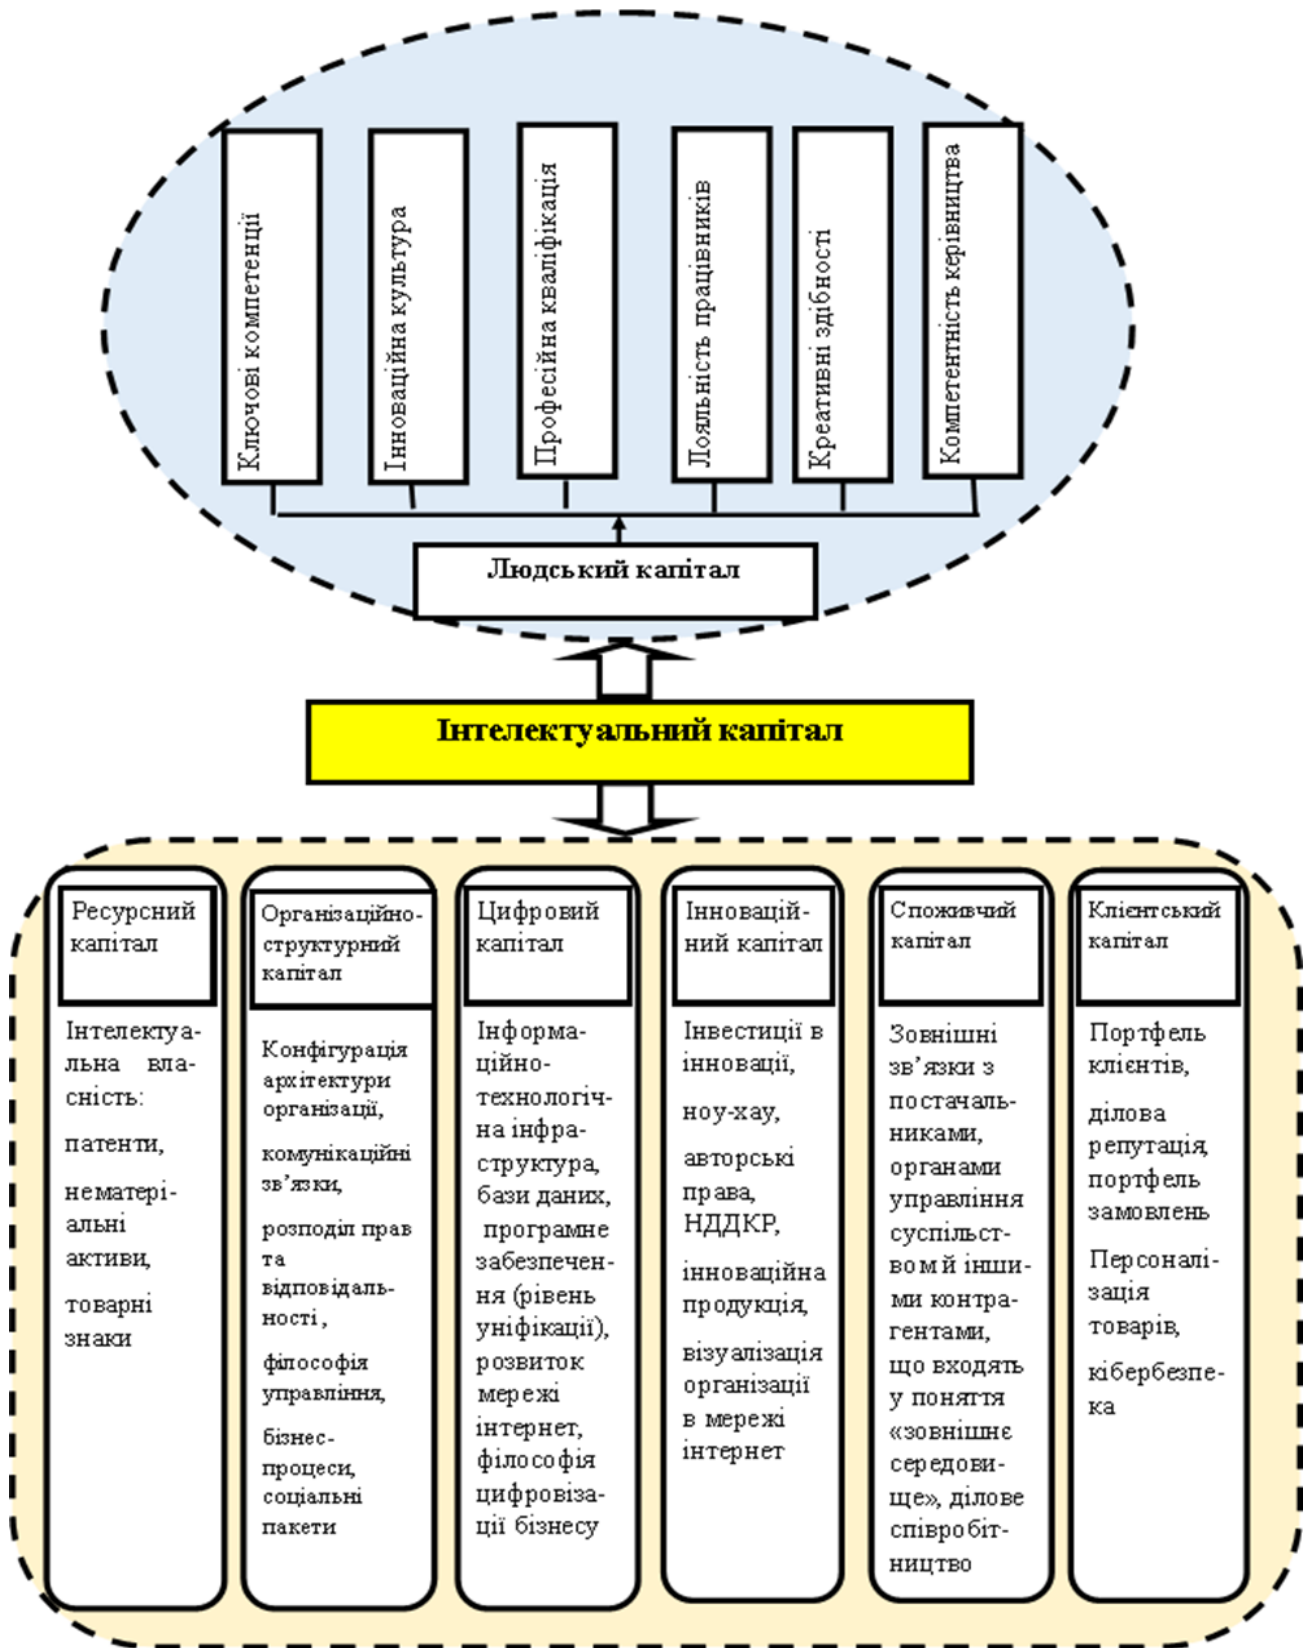 Ключові компетенції
Інноваційна культура
Професійна кваліфікація
Лояльність працівників
Креативні здібності
Компетентність керівництва
Людський капітал
Інтелектуальний капітал
Ресурсний
капітал
Інтелектуа-
льна вла-
сність:
патенти,
нематері-
альні
активи,
товарні
знаки
Організаційно-
структурний
капітал
Конфігурація
архітектури
організації,
комунікаційні
зв’язки,
розподіл прав
та
відповідаль-
ності,
філософія
управління,
бізнес-
процеси,
соціальні
пакети
Цифровий
капітал
Інформа-
ційно-
технологіч-
на інфра-
структура,
бази даних,
програмне
забезпечен-
ня (рівень
уніфікації),
розвиток
мережі
інтернет,
філософія
цифровіза-
ції бізнесу
Інновацій-
ний капітал
Інвестиції в
інновації,
ноу-хау,
авторські
права,
НДДКР,
інноваційна
продукція,
візуалізація
організації
в мережі
інтернет
Споживчий
капітал
Зовнішні
зв’язки з
постачаль-
никами,
органами
управління
суспільст-
вом й інши-
ми контра-
гентами,
що входять
у поняття
«зовнішнє
середови-
ще», ділове
співробіт-
ництво
Клієнтський
капітал
Портфель
клієнтів,
ділова
репутація,
портфель
замовлень
Персоналі-
зація
товарів,
кібербезпе-
ка